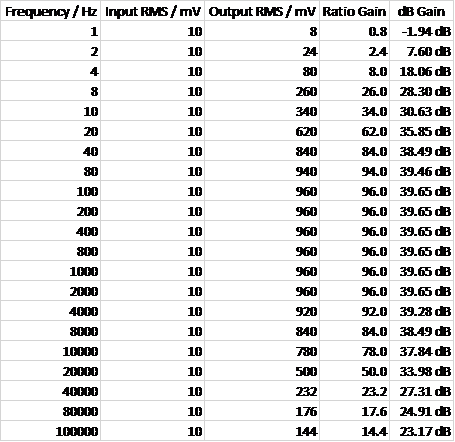 Frequency / Hz Input RMS / mV Output RMS / mV Ratio Gain dB Gain
1 10 8 0.8 -1.94 dB
2 10 24 2.4 7.60 dB
4 10 80 8.0 18.06 dB
8 10 260 26.0 28.30 dB
10 10 340 34.0 30.63 dB
20 10 620 62.0 35.85 dB
40 10 840 84.0 38.49 dB
80 10 940 94.0 39.46 dB
100 10 960 96.0 39.65 dB
200 10 960 96.0 39.65 dB
400 10 960 96.0 39.65 dB
800 10 960 96.0 39.65 dB
1000 10 960 96.0 39.65 dB
2000 10 960 96.0 39.65 dB
4000 10 920 92.0 39.28 dB
8000 10 840 84.0 38.49 dB
10000 10 780 78.0 37.84 dB
20000 10 500 50.0 33.98 dB
40000 10 232 23.2 27.31 dB
80000 10 176 17.6 24.91 dB
100000 10 144 14.4 23.17 dB